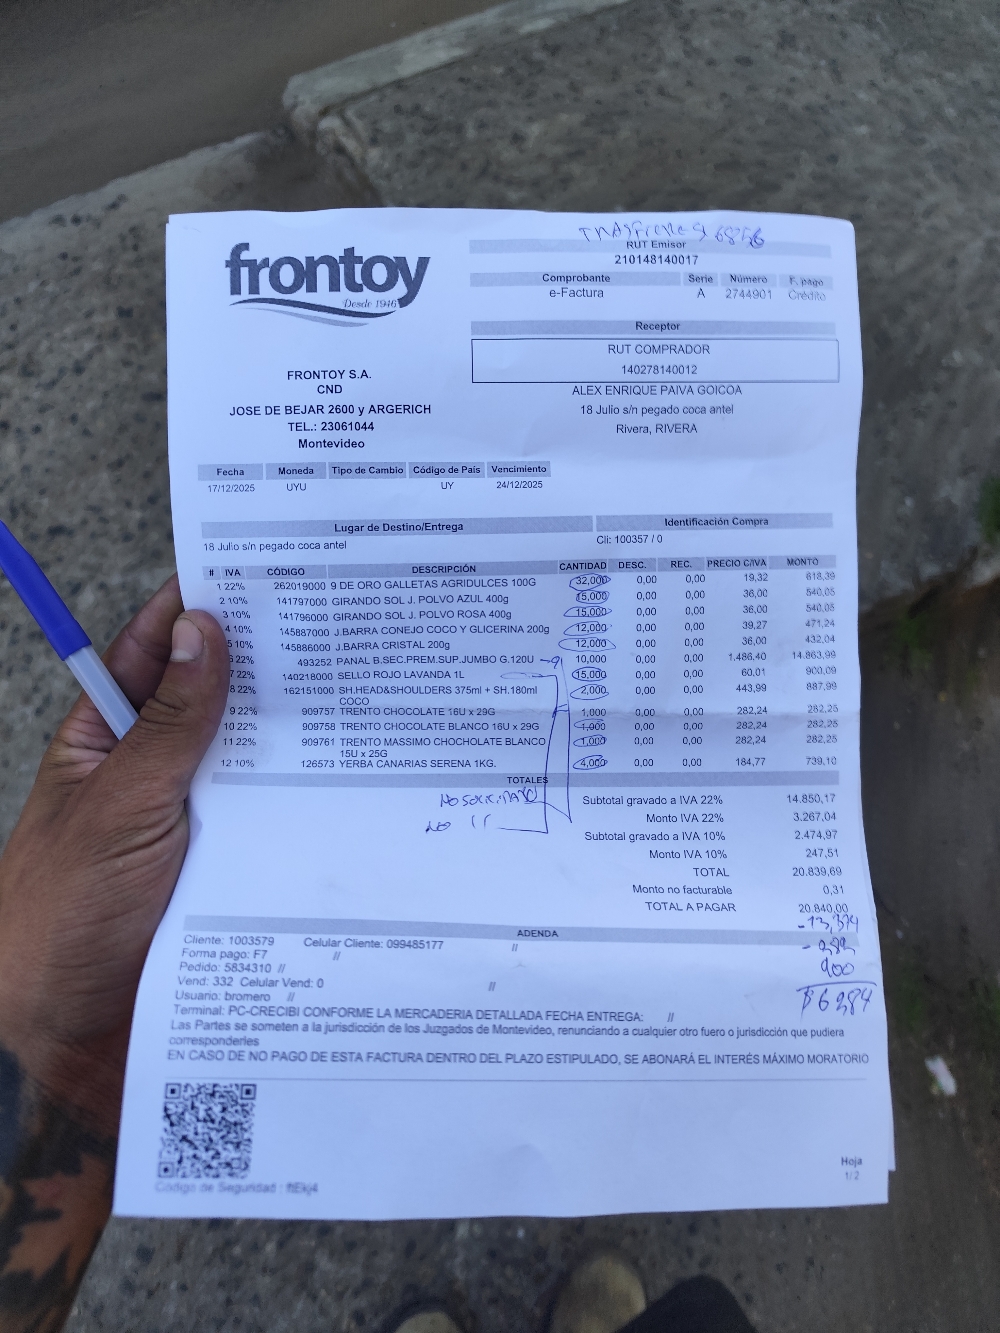 frontoy
Desde 1946
RUT Emisor
210148140017
Comprobante Serie Número F. pago
e-Factura A 2744901 Crédito
Receptor
RUT COMPRADOR
140278140012
ALEX ENRIQUE PAIVA GOICOA
18 Julio s/n pegado coca antel
Rivera, RIVERA
FRONTOY S.A.
CND
JOSE DE BEJAR 2600 y ARGERICH
TEL.: 23061044
Montevideo
Fecha Moneda Tipo de Cambio Código de País Vencimiento
17/12/2025 UYU UY 24/12/2025
Lugar de Destino/Entrega Identificación Compra
18 Julio s/n pegado coca antel Cli: 100357 / 0
# IVA CÓDIGO DESCRIPCIÓN CANTIDAD DESC. REC. PRECIO C/IVA MONTO
1 22% 262019000 9 DE ORO GALLETAS AGRIDULCES 100G 32,000 0,00 0,00 19,32 618,39
2 10% 141797000 GIRANDO SOL J. POLVO AZUL 400g 15,000 0,00 0,00 36,00 540,05
3 10% 141796000 GIRANDO SOL J. POLVO ROSA 400g 15,000 0,00 0,00 36,00 540,05
4 10% 145887000 J.BARRA CONEJO COCO Y GLICERINA 200g 12,000 0,00 0,00 39,27 471,24
5 10% 145886000 J.BARRA CRISTAL 200g 12,000 0,00 0,00 36,00 432,04
6 22% 493252 PANAL B.SEC.PREM.SUP.JUMBO G.120U 9 10,000 0,00 0,00 1.486,40 14.863,99
7 22% 140218000 SELLO ROJO LAVANDA 1L 15,000 0,00 0,00 60,01 900,09
8 22% 162151000 SH.HEAD&SHOULDERS 375ml + SH.180ml 2,000 0,00 0,00 443,99 887,99
COCO
9 22% 909757 TRENTO CHOCOLATE 16U x 29G 1,000 0,00 0,00 282,24 282,25
10 22% 909758 TRENTO CHOCOLATE BLANCO 16U x 29G 1,000 0,00 0,00 282,24 282,25
11 22% 909761 TRENTO MASSIMO CHOCHOLATE BLANCO 1,000 0,00 0,00 282,24 282,25
15U x 25G
12 10% 126573 YERBA CANARIAS SERENA 1KG. 4,000 0,00 0,00 184,77 739,10
TOTALES
NO SOLICITADO
NO
Subtotal gravado a IVA 22% 14.850,17
Monto IVA 22% 3.267,04
Subtotal gravado a IVA 10% 2.474,97
Monto IVA 10% 247,51
TOTAL 20.839,69
Monto no facturable 0,31
TOTAL A PAGAR 20.840,00
- 13,374
- 282
900
$6284
ADENDA
Cliente: 1003579 Celular Cliente: 099485177 //
Forma pago: F7 //
Pedido: 5834310 //
Vend: 332 Celular Vend: 0 //
Usuario: bromero //
Terminal: PC-CRECIBI CONFORME LA MERCADERIA DETALLADA FECHA ENTREGA: //
Las Partes se someten a la jurisdicción de los Juzgados de Montevideo, renunciando a cualquier otro fuero o jurisdicción que pudiera
corresponderles
EN CASO DE NO PAGO DE ESTA FACTURA DENTRO DEL PLAZO ESTIPULADO, SE ABONARÁ EL INTERÉS MÁXIMO MORATORIO
Hoja
1/2
Código de Seguridad :